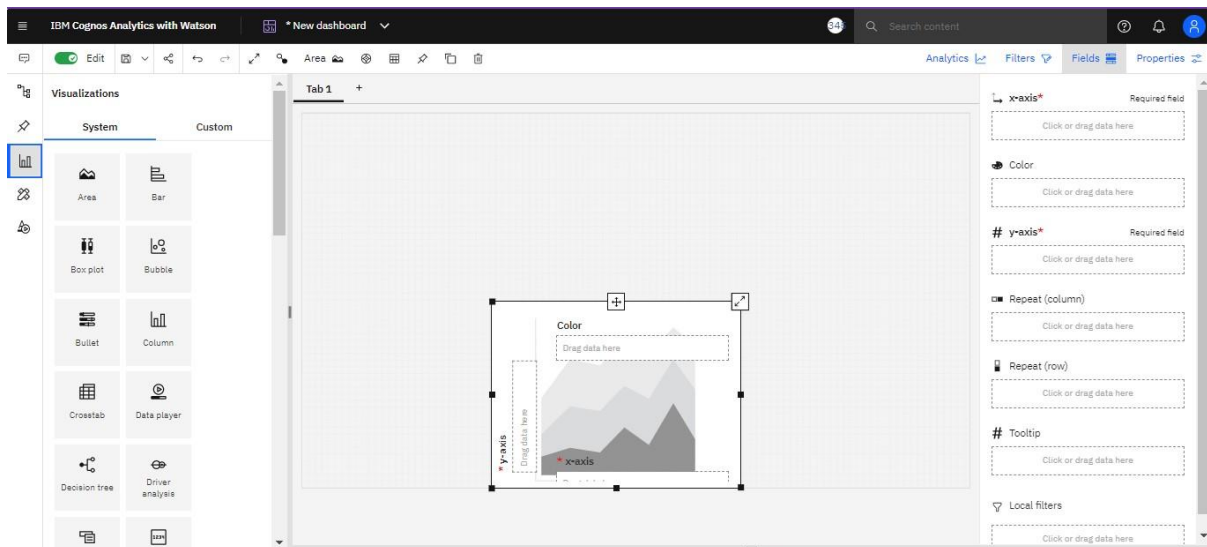 IBM Cognos Analytics with Watson
* New dashboard
Search content
Edit
Area
Analytics
Filters
Fields
Properties
Visualizations
System
Custom
Area
Bar
Box plot
Bubble
Bullet
Column
Crosstab
Data player
Decision tree
Driver
analysis
Tab 1 +
Color
Drag data here
* y-axis
Drag data here
* x-axis
x-axis* Required field
Click or drag data here
Color
Click or drag data here
# y-axis* Required field
Click or drag data here
Repeat (column)
Click or drag data here
Repeat (row)
Click or drag data here
# Tooltip
Click or drag data here
Local filters
Click or drag data here